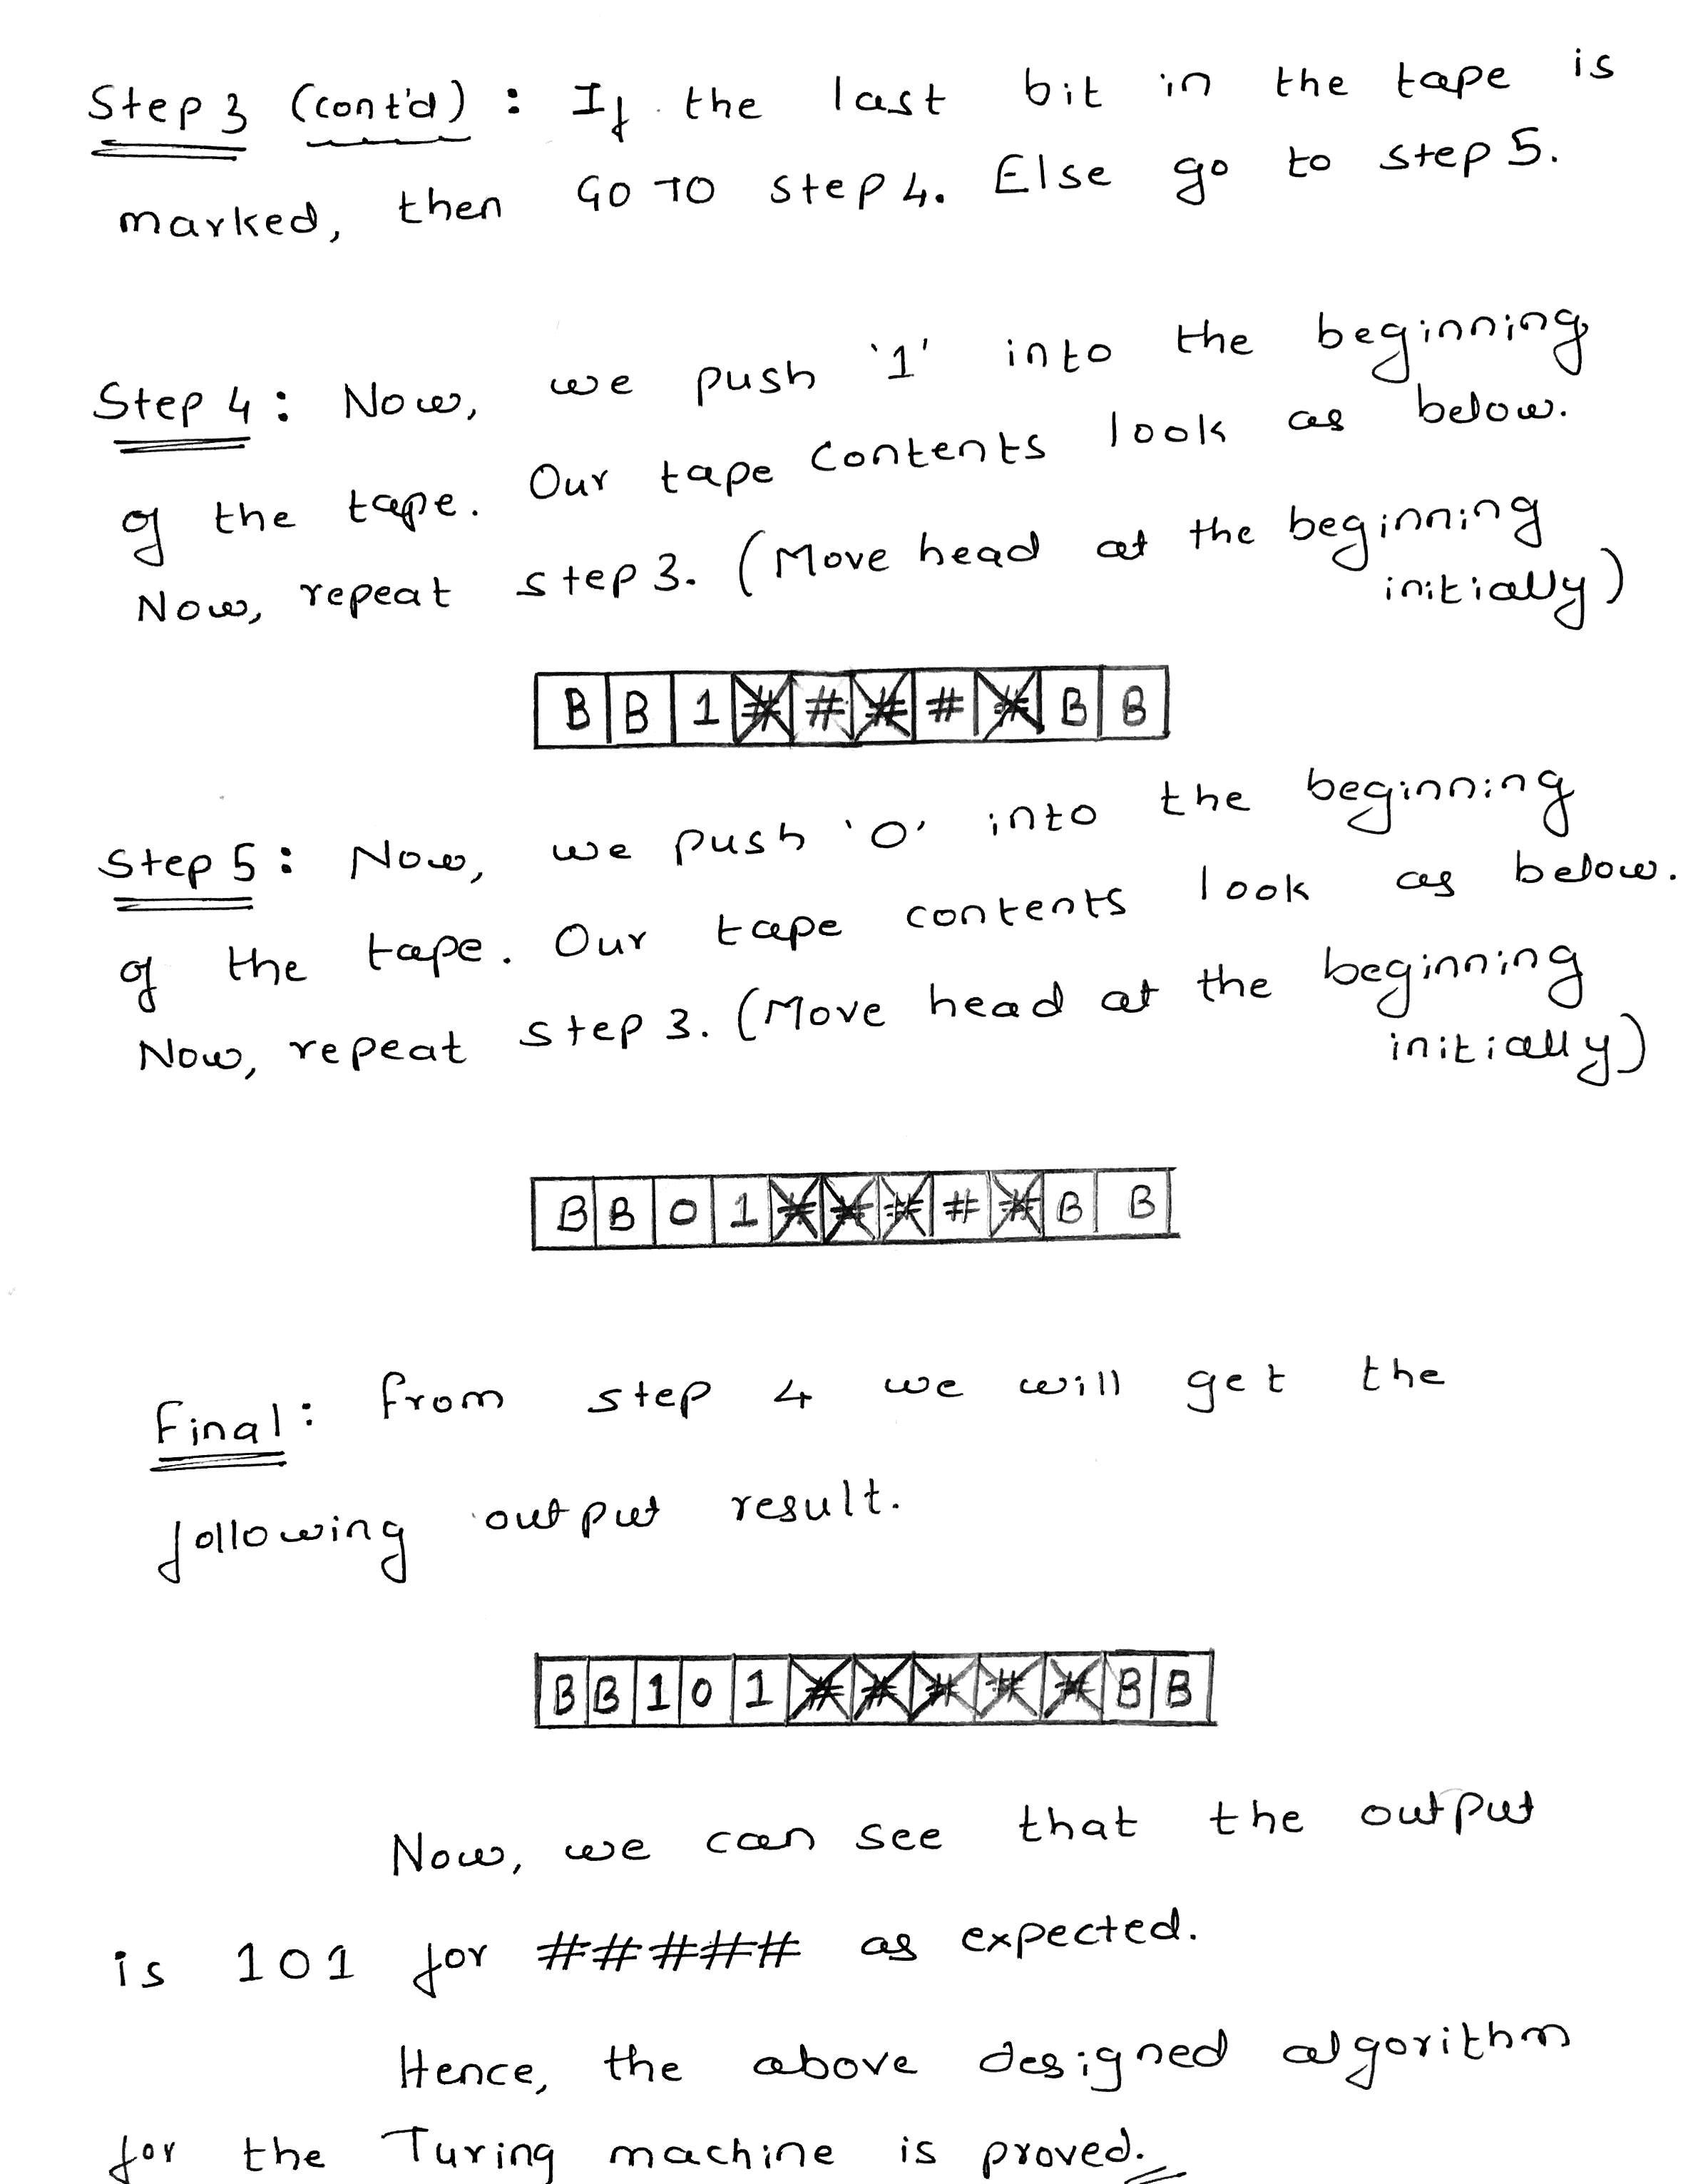 Step 3 (cont'd) : If the last bit in the tape is
marked, then GO TO step 4. Else go to step 5.
Step 4 : Now, we push '1' into the beginning
of the tape. Our tape contents look as below.
Now, repeat step 3. (Move head at the beginning
initially)
B B 1 # # # # # B B
Step 5 : Now, we push '0' into the beginning
of the tape. Our tape contents look as below.
Now, repeat step 3. (Move head at the beginning
initially)
B B 0 1 # # # # # B B
Final : from step 4 we will get the
following output result.
B B 1 0 1 # # # # # B B
Now, we can see that the output
is 101 for ##### as expected.
Hence, the above designed algorithm
for the Turing machine is proved.